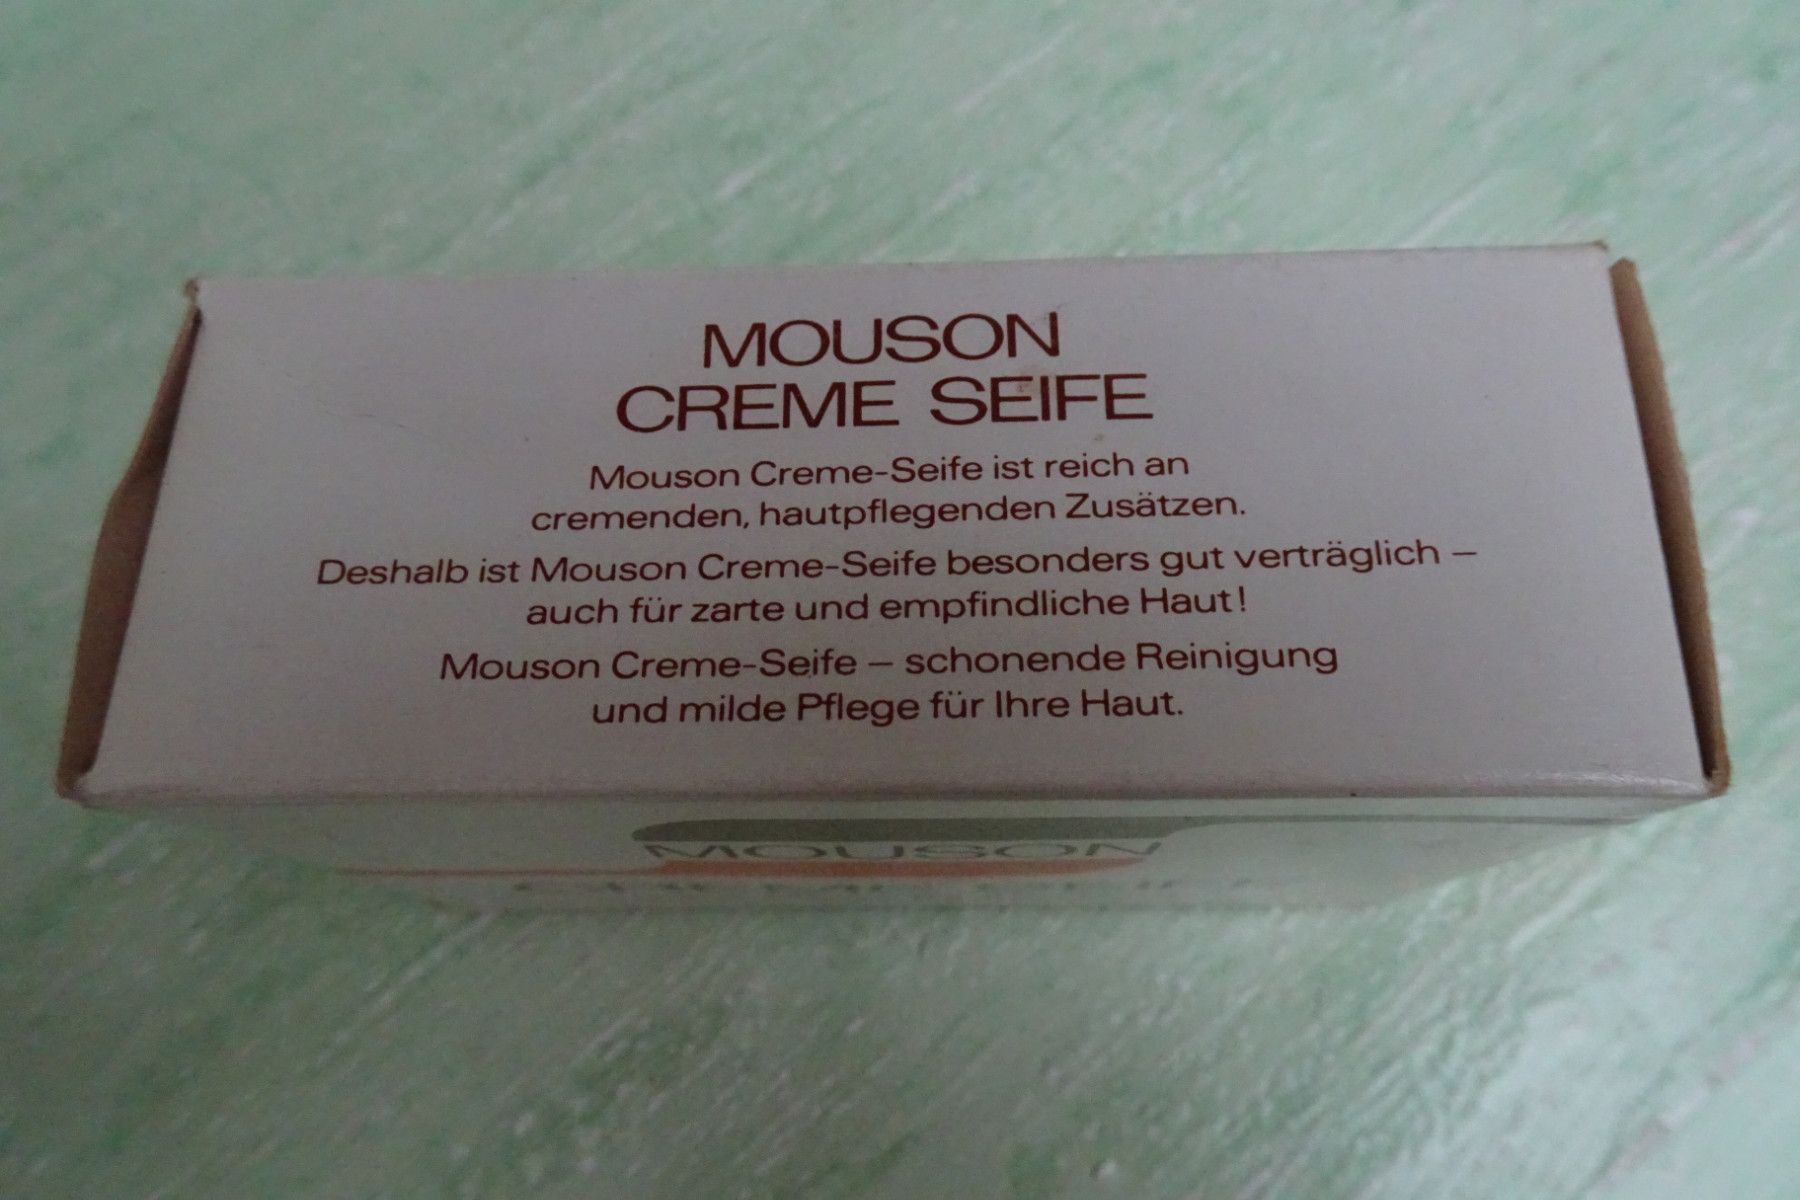 MOUSON
CREME SEIFE
Mouson Creme-Seife ist reich an
cremenden, hautpflegenden Zusätzen.
Deshalb ist Mouson Creme-Seife besonders gut verträglich –
auch für zarte und empfindliche Haut!
Mouson Creme-Seife – schonende Reinigung
und milde Pflege für Ihre Haut.
MOUSON